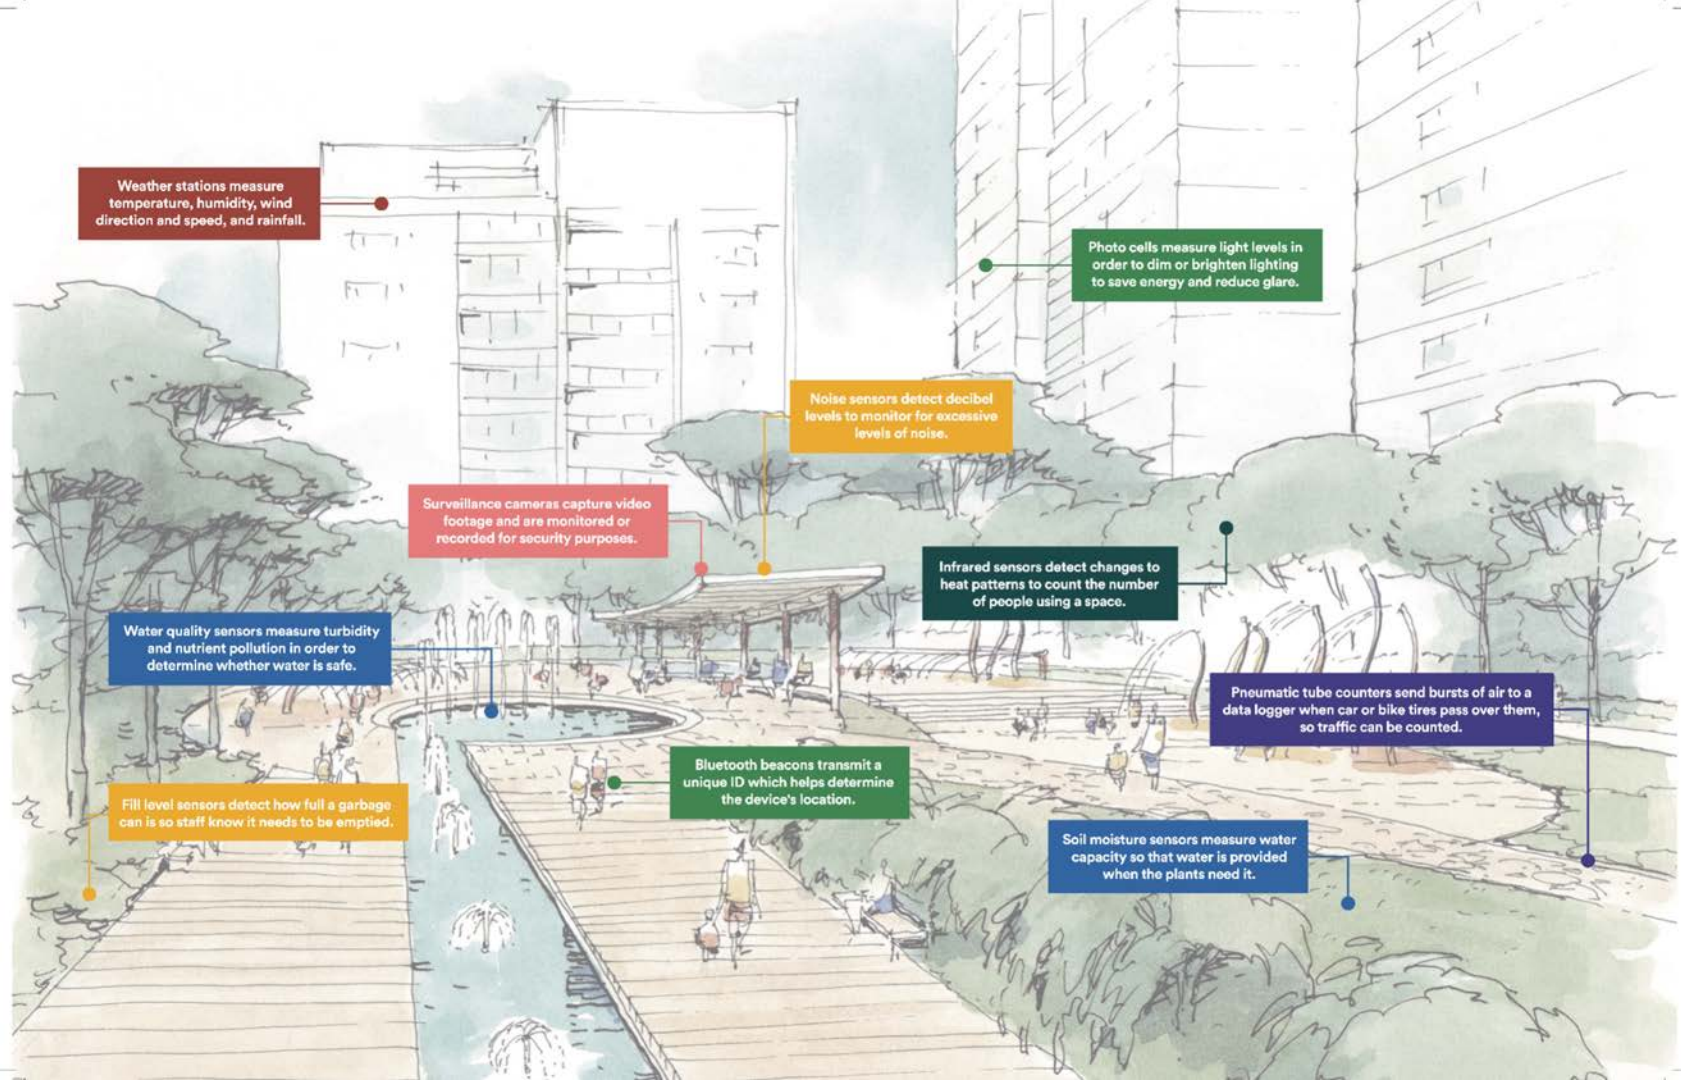 Weather stations measure
temperature, humidity, wind
direction and speed, and rainfall.
Photo cells measure light levels in
order to dim or brighten lighting
to save energy and reduce glare.
Noise sensors detect decibel
levels to monitor for excessive
levels of noise.
Surveillance cameras capture video
footage and are monitored or
recorded for security purposes.
Infrared sensors detect changes to
heat patterns to count the number
of people using a space.
Water quality sensors measure turbidity
and nutrient pollution in order to
determine whether water is safe.
Pneumatic tube counters send bursts of air to a
data logger when car or bike tires pass over them,
so traffic can be counted.
Bluetooth beacons transmit a
unique ID which helps determine
the device's location.
Fill level sensors detect how full a garbage
can is so staff know it needs to be emptied.
Soil moisture sensors measure water
capacity so that water is provided
when the plants need it.